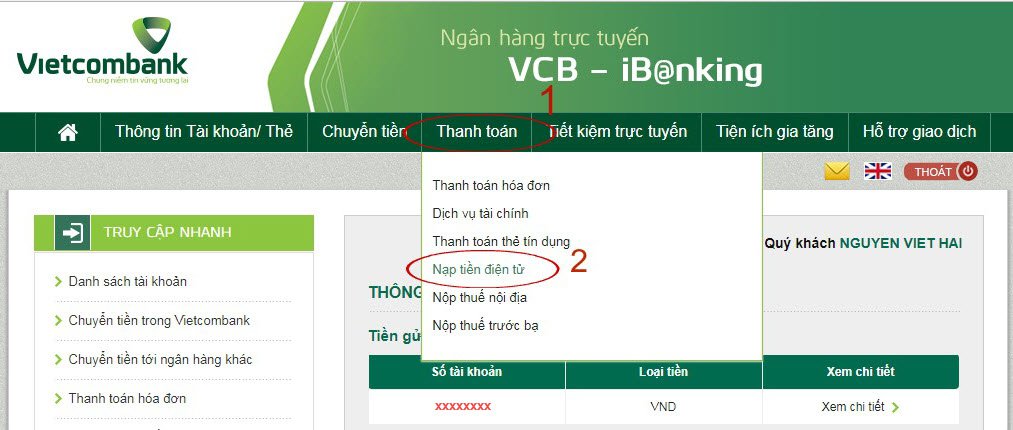 Vietcombank
Chung niềm tin vững tương lai
Ngân hàng trực tuyến
VCB – iB@nking
1
Thông tin Tài khoản/ Thẻ
Chuyển tiền
Thanh toán
Tiết kiệm trực tuyến
Tiện ích gia tăng
Hỗ trợ giao dịch
THOÁT
Thanh toán hóa đơn
Dịch vụ tài chính
Thanh toán thẻ tín dụng
Nạp tiền điện tử
2
Nộp thuế nội địa
Nộp thuế trước bạ
TRUY CẬP NHANH
Danh sách tài khoản
Chuyển tiền trong Vietcombank
Chuyển tiền tới ngân hàng khác
Thanh toán hóa đơn
Quý khách NGUYEN VIET HAI
THÔNG
Tiền gử
Số tài khoản
Loại tiền
Xem chi tiết
xxxxxxxx
VND
Xem chi tiết